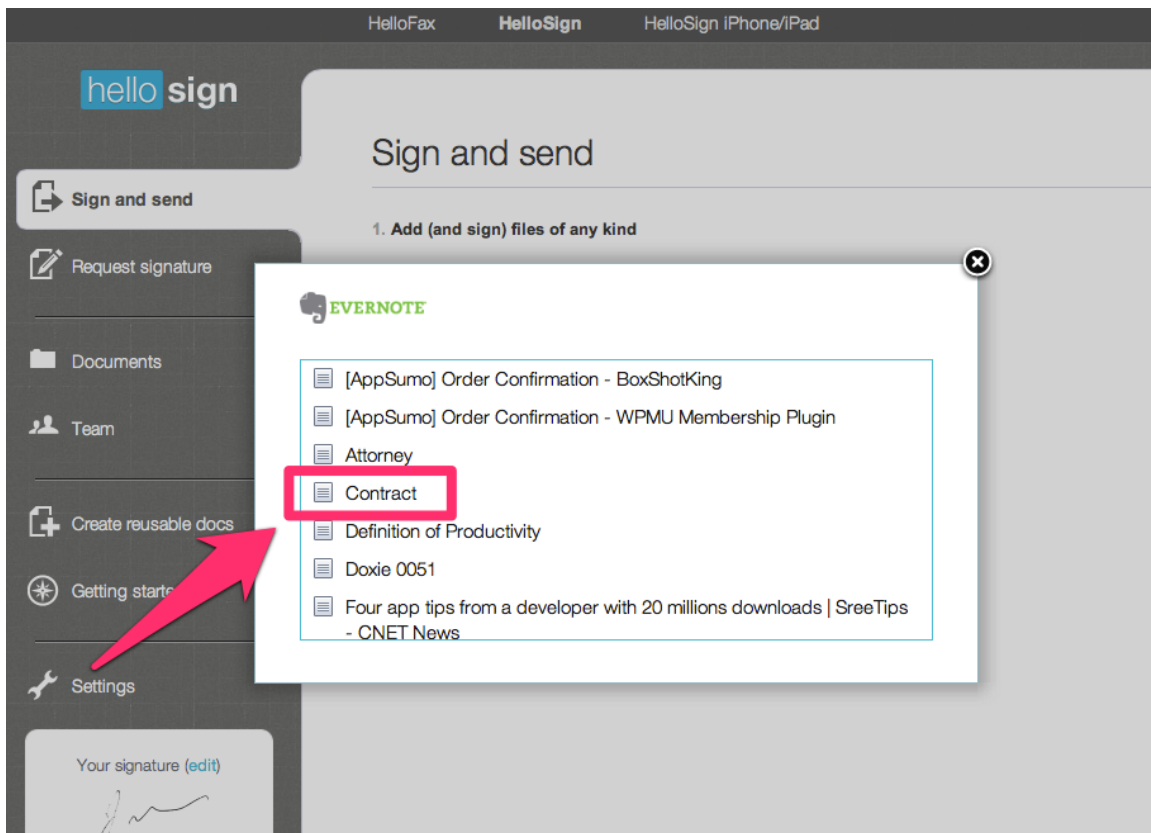 HelloFax HelloSign HelloSign iPhone/iPad
hello sign
Sign and send
Request signature
Documents
Team
Create reusable docs
Getting starte
Settings
Your signature (edit)
Sign and send
1. Add (and sign) files of any kind
EVERNOTE
[AppSumo] Order Confirmation - BoxShotKing
[AppSumo] Order Confirmation - WPMU Membership Plugin
Attorney
Contract
Definition of Productivity
Doxie 0051
Four app tips from a developer with 20 millions downloads | SreeTips
- CNET News